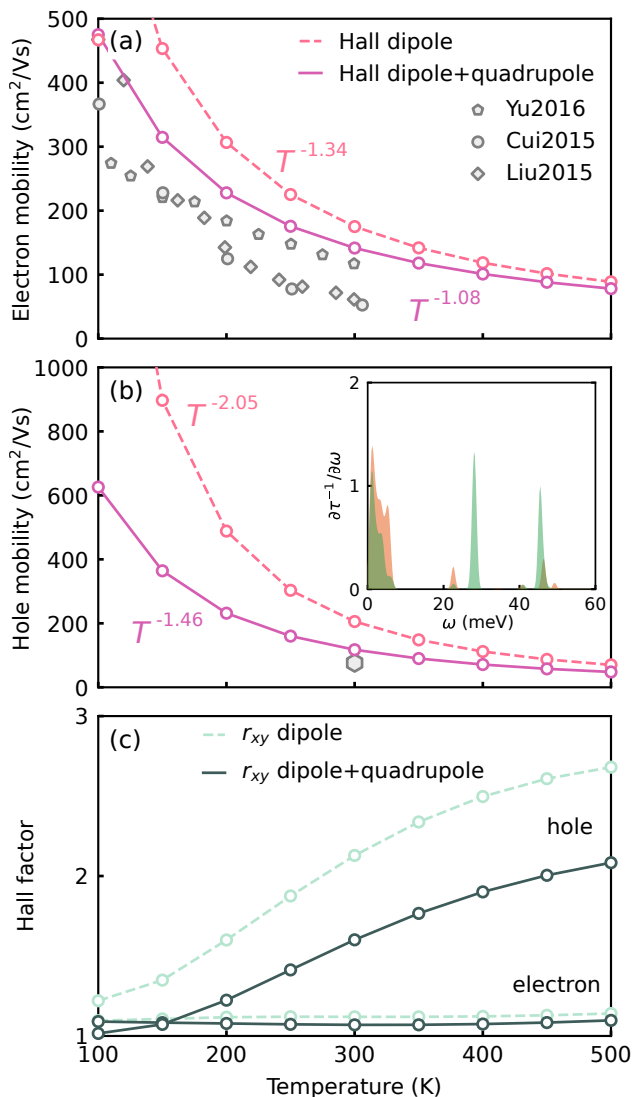 500
400
300
200
100
0
Electron mobility (cm²/Vs)
(a)
Hall dipole
Hall dipole+quadrupole
Yu2016
Cui2015
Liu2015
T^-1.34
T^-1.08
1000
800
600
400
200
0
Hole mobility (cm²/Vs)
(b)
T^-2.05
T^-1.46
2
1
0
∂τ⁻¹/∂ω
0 20 40 60
ω (meV)
3
2
1
Hall factor
(c)
r_xy dipole
r_xy dipole+quadrupole
hole
electron
100 200 300 400 500
Temperature (K)